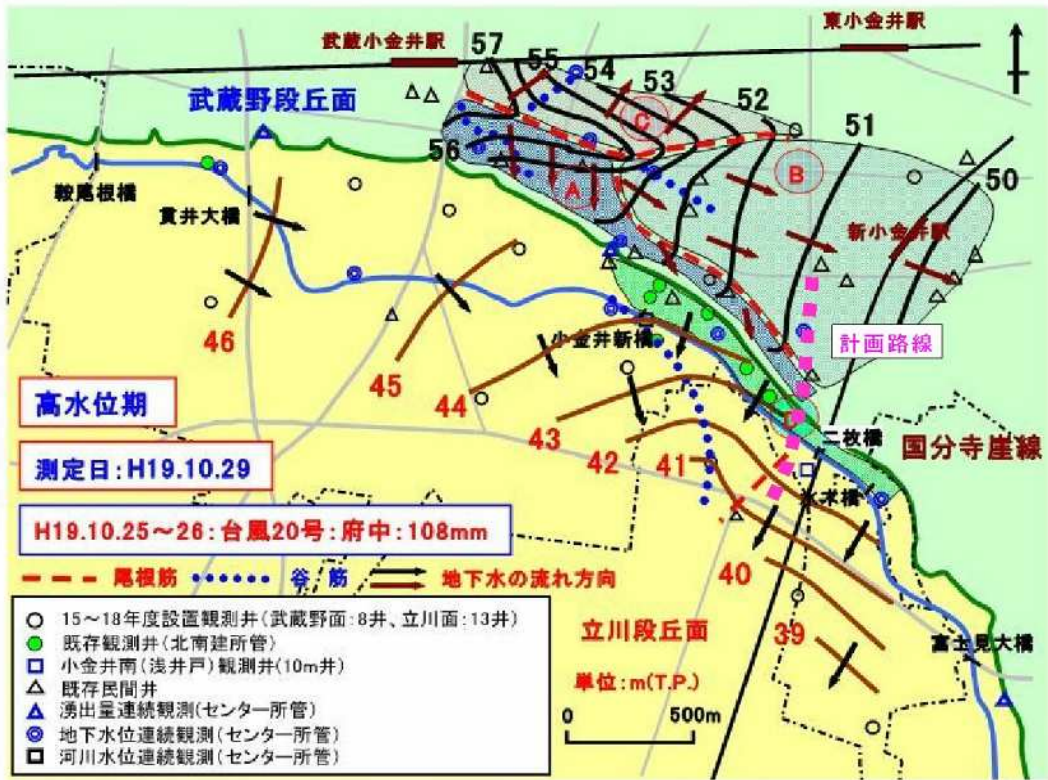 東小金井駅
武蔵小金井駅
57
55
54
53
52
51
50
56
武蔵野段丘面
C
B
A
鞍尾根橋
貫井大橋
新小金井駅
計画路線
小金井新橋
46
45
44
43
42
41
40
39
二枚橋
国分寺崖線
高水位期
測定日:H19.10.29
H19.10.25~26:台風20号:府中:108mm
尾根筋
谷筋
地下水の流れ方向
立川段丘面
富士見大橋
単位:m(T.P.)
0 500m
15~18年度設置観測井(武蔵野面:8井、立川面:13井)
既存観測井(北南建所管)
小金井南(浅井戸)観測井(10m井)
既存民間井
湧出量連続観測(センター所管)
地下水位連続観測(センター所管)
河川水位連続観測(センター所管)